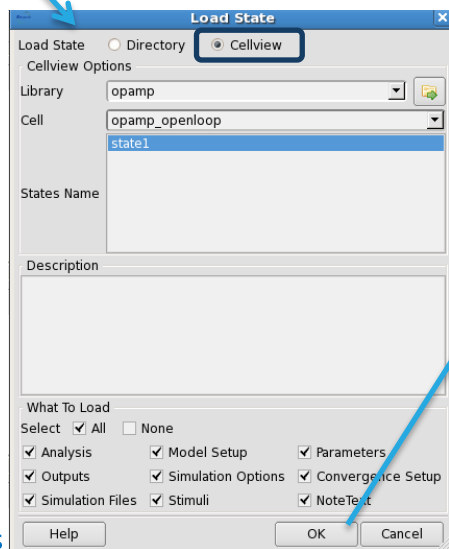 Load State
Load State Directory Cellview
Cellview Options
Library opamp
Cell opamp_openloop
state1
States Name
Description
What To Load
Select All None
Analysis Model Setup Parameters
Outputs Simulation Options Convergence Setup
Simulation Files Stimuli NoteText
s Help OK Cancel